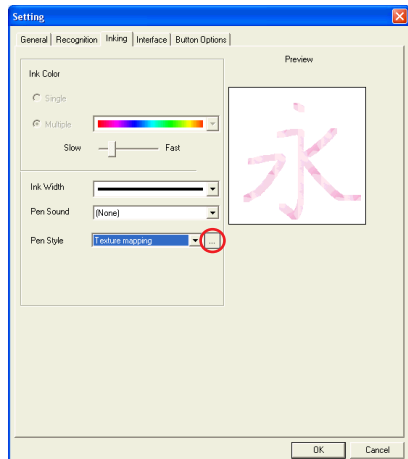 Setting
General Recognition Inking Interface Button Options
Preview
Ink Color
Single
Multiple
Slow Fast
永
Ink Width
Pen Sound (None)
Pen Style Texture mapping ...
OK Cancel